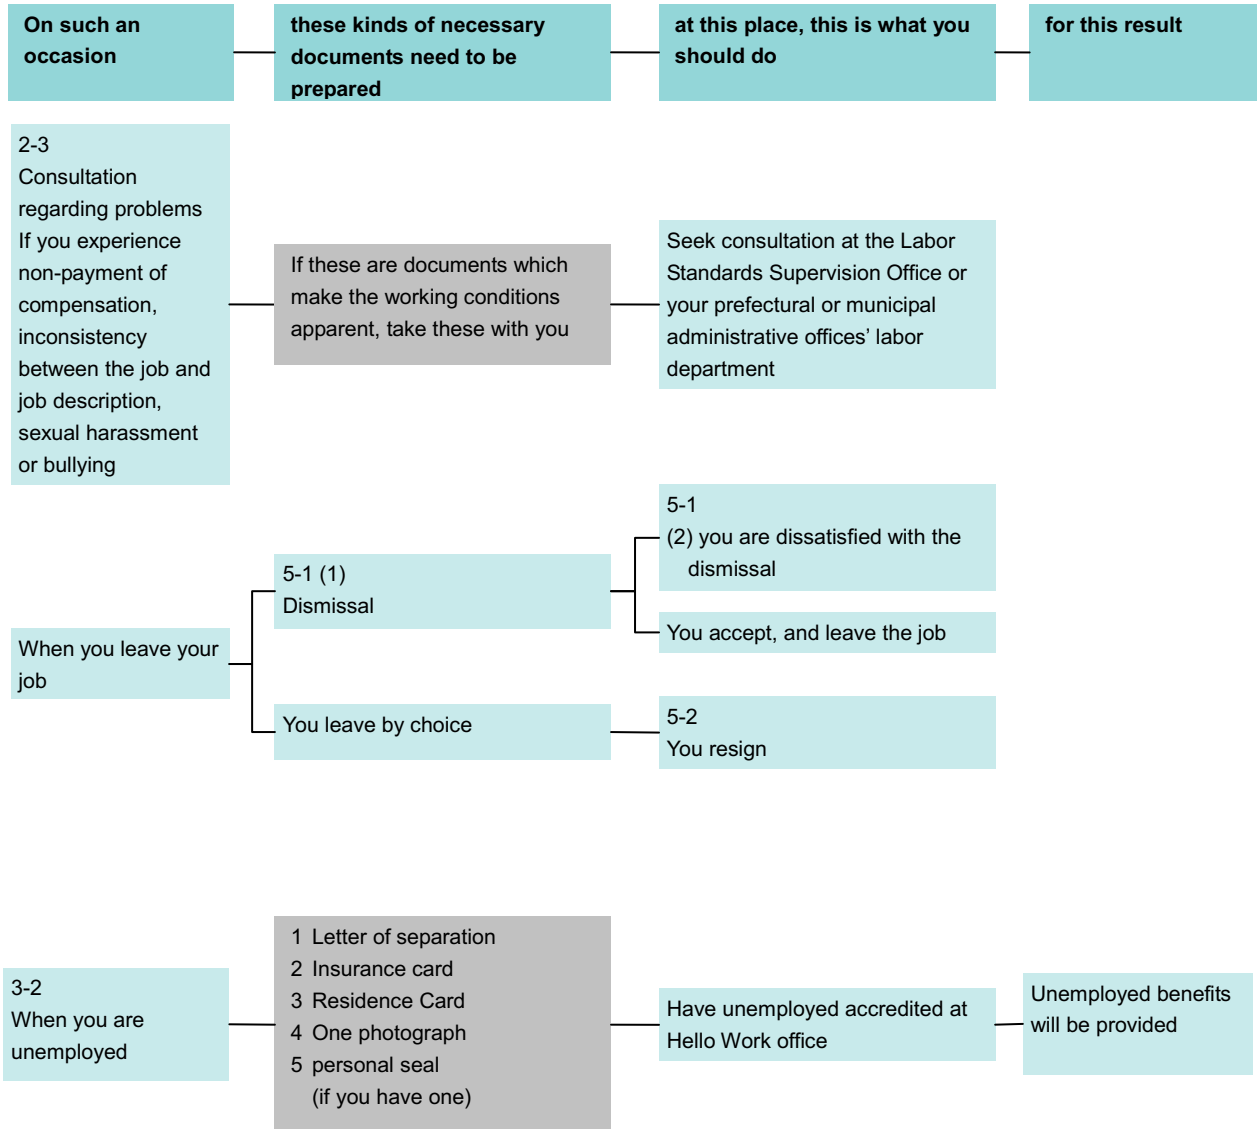 On such an
occasion
these kinds of necessary
documents need to be
prepared
at this place, this is what you
should do
for this result
2-3
Consultation
regarding problems
If you experience
non-payment of
compensation,
inconsistency
between the job and
job description,
sexual harassment
or bullying
If these are documents which
make the working conditions
apparent, take these with you
Seek consultation at the Labor
Standards Supervision Office or
your prefectural or municipal
administrative offices’ labor
department
When you leave your
job
5-1 (1)
Dismissal
5-1
(2) you are dissatisfied with the
dismissal
You accept, and leave the job
You leave by choice
5-2
You resign
3-2
When you are
unemployed
1 Letter of separation
2 Insurance card
3 Residence Card
4 One photograph
5 personal seal
(if you have one)
Have unemployed accredited at
Hello Work office
Unemployed benefits
will be provided